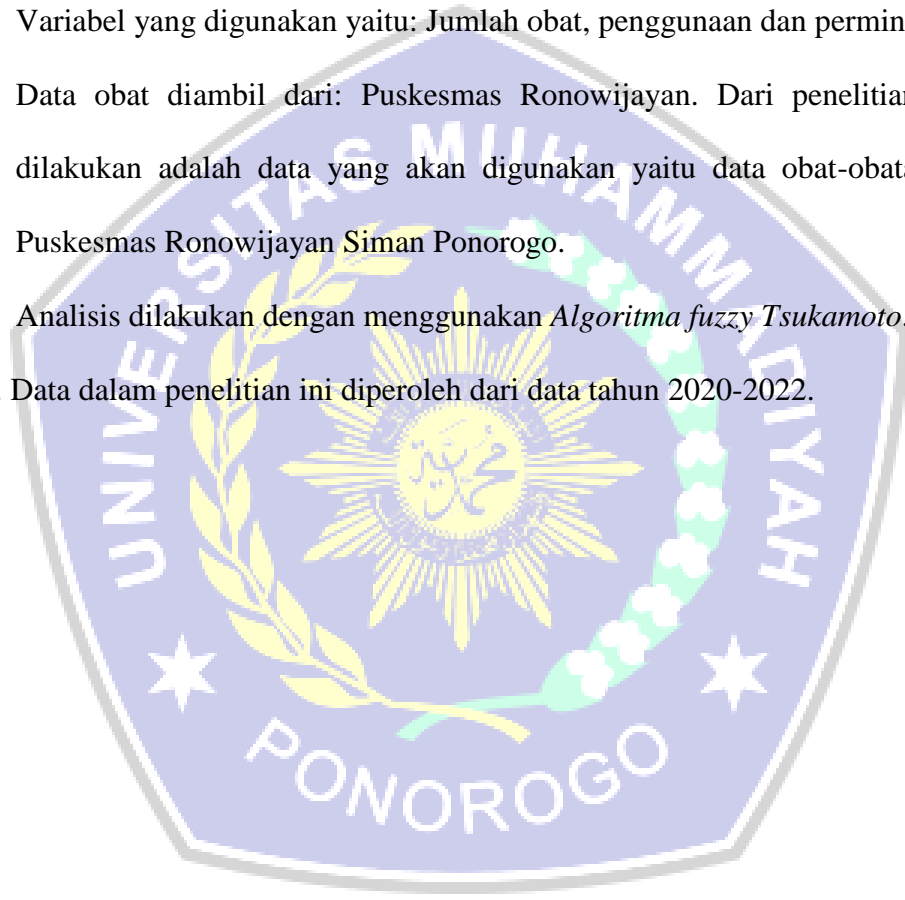 Variabel yang digunakan yaitu: Jumlah obat, penggunaan dan permin
Data obat diambil dari: Puskesmas Ronowijayan. Dari penelitian
dilakukan adalah data yang akan digunakan yaitu data obat-obata
Puskesmas Ronowijayan Siman Ponorogo.
Analisis dilakukan dengan menggunakan Algoritma fuzzy Tsukamoto.
. Data dalam penelitian ini diperoleh dari data tahun 2020-2022.
UNIVERSITAS MUHAMMADIYAH
PONOROGO